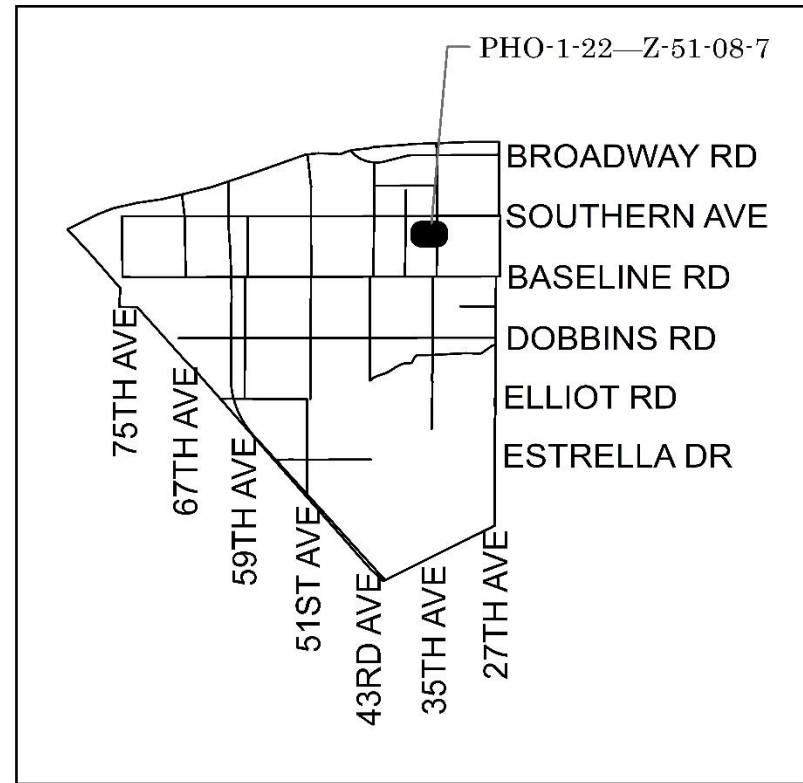 PHO-1-22—Z-51-08-7
BROADWAY RD
SOUTHERN AVE
BASELINE RD
DOBBINS RD
ELLIOT RD
ESTRELLA DR
75TH AVE
67TH AVE
59TH AVE
51ST AVE
43RD AVE
35TH AVE
27TH AVE